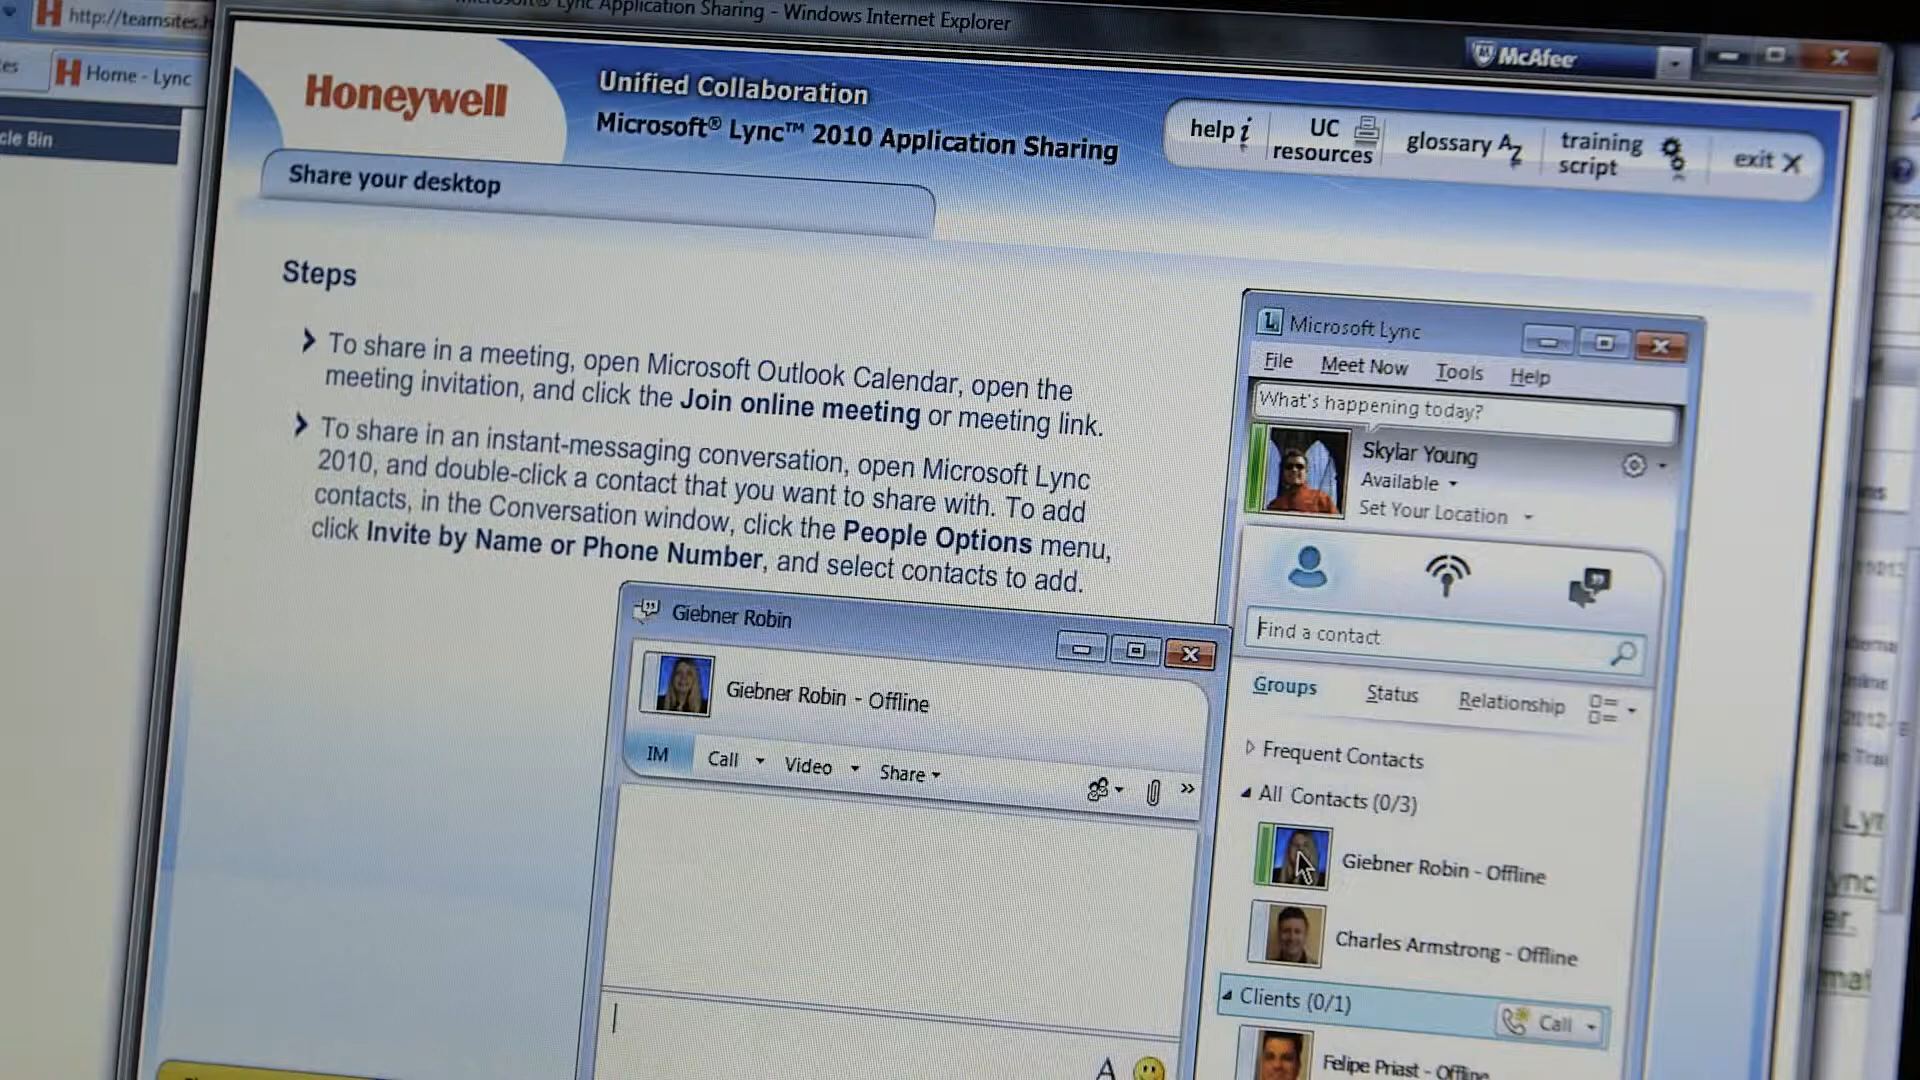 http://teamsites.h
Lync Application Sharing - Windows Internet Explorer
Home - Lync
cle Bin
McAfee
Honeywell
Unified Collaboration
Microsoft® Lync™ 2010 Application Sharing
help i
UC resources
glossary AZ
training script
exit X
Share your desktop
Steps
To share in a meeting, open Microsoft Outlook Calendar, open the
meeting invitation, and click the Join online meeting or meeting link.
To share in an instant-messaging conversation, open Microsoft Lync
2010, and double-click a contact that you want to share with. To add
contacts, in the Conversation window, click the People Options menu,
click Invite by Name or Phone Number, and select contacts to add.
Giebner Robin
Giebner Robin - Offline
IM Call Video Share
A
Microsoft Lync
File Meet Now Tools Help
What's happening today?
Skylar Young
Available
Set Your Location
Find a contact
Groups Status Relationship
Frequent Contacts
All Contacts (0/3)
Giebner Robin - Offline
Charles Armstrong - Offline
Clients (0/1)
Call
Felipe Priast - Offline